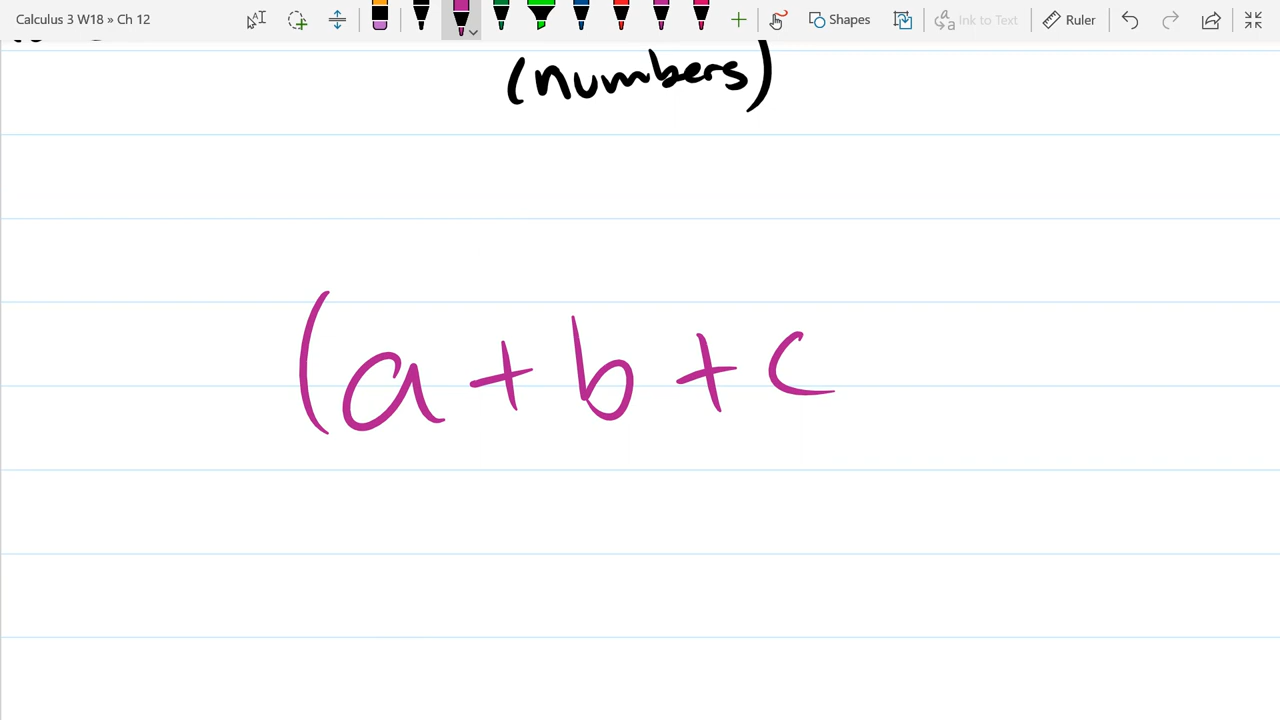 Calculus 3 W18 » Ch 12 Shapes Ink to Text Ruler
(numbers)
(a + b + c